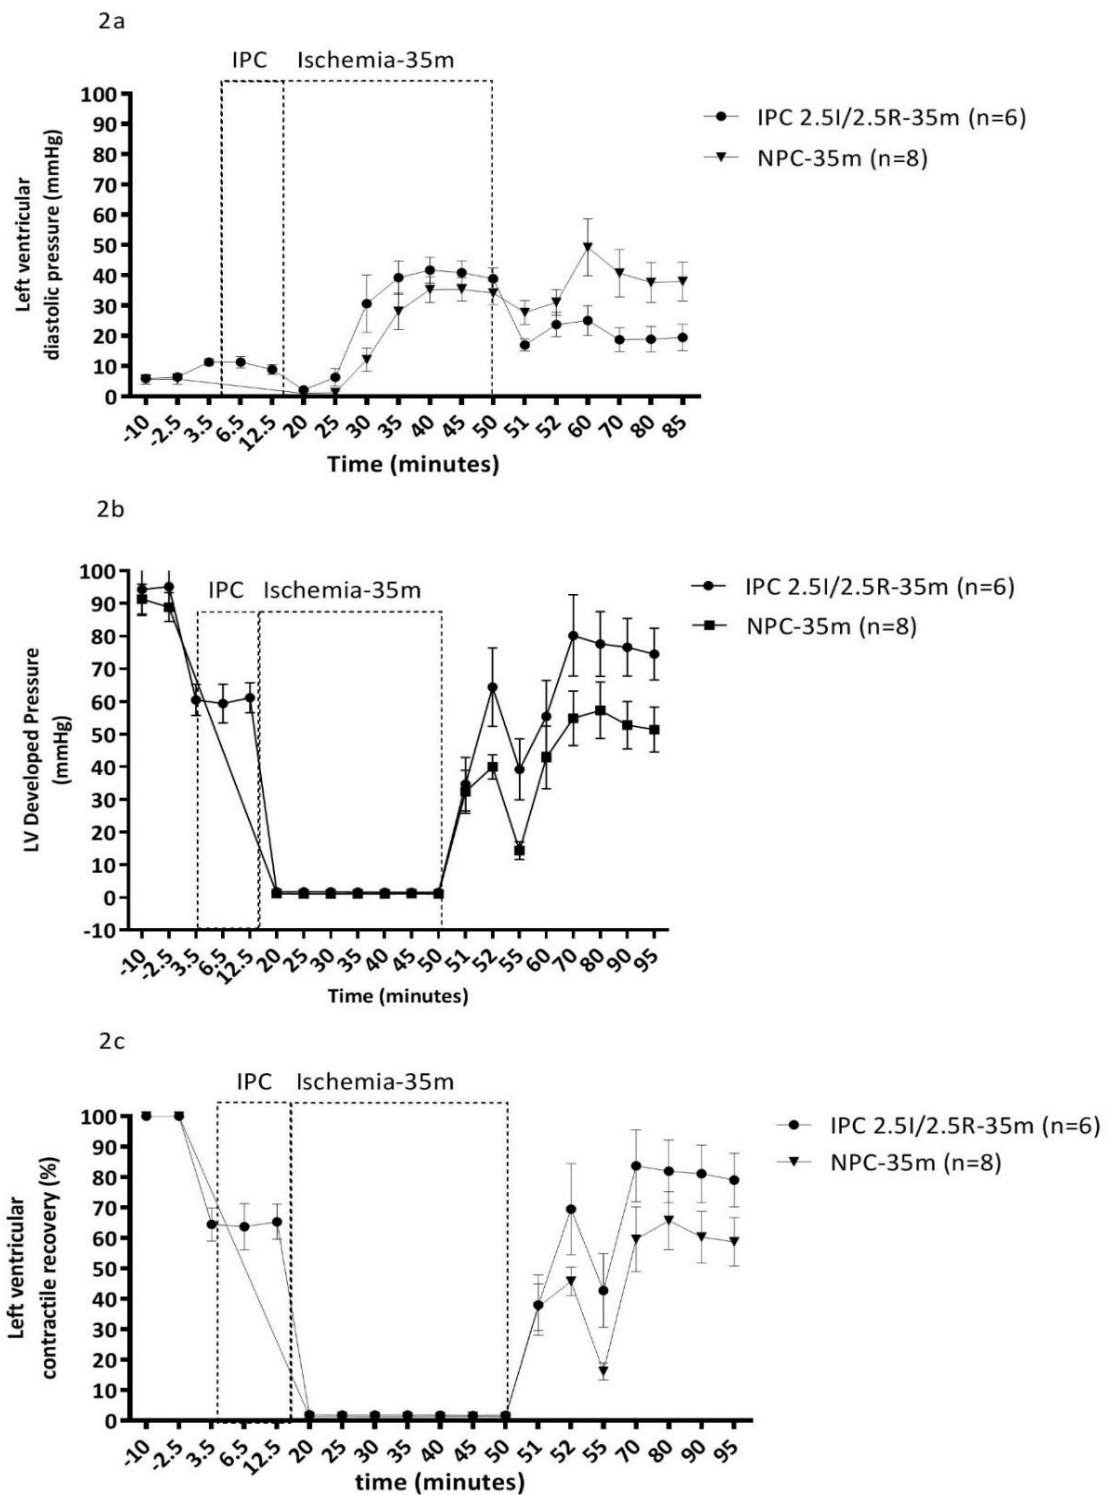 2a
IPC Ischemia-35m
100
90
80
70
60
50
40
30
20
10
0
Left ventricular
diastolic pressure (mmHg)
-10 -2.5 3.5 6.5 12.5 20 25 30 35 40 45 50 51 52 60 70 80 85
Time (minutes)
IPC 2.5I/2.5R-35m (n=6)
NPC-35m (n=8)
2b
IPC Ischemia-35m
100
90
80
70
60
50
40
30
20
10
0
-10
LV Developed Pressure
(mmHg)
-10 -2.5 3.5 6.5 12.5 20 25 30 35 40 45 50 51 52 55 60 70 80 90 95
Time (minutes)
IPC 2.5I/2.5R-35m (n=6)
NPC-35m (n=8)
2c
IPC Ischemia-35m
100
90
80
70
60
50
40
30
20
10
0
Left ventricular
contractile recovery (%)
-10 -2.5 3.5 6.5 12.5 20 25 30 35 40 45 50 51 52 55 70 80 90 95
time (minutes)
IPC 2.5I/2.5R-35m (n=6)
NPC-35m (n=8)